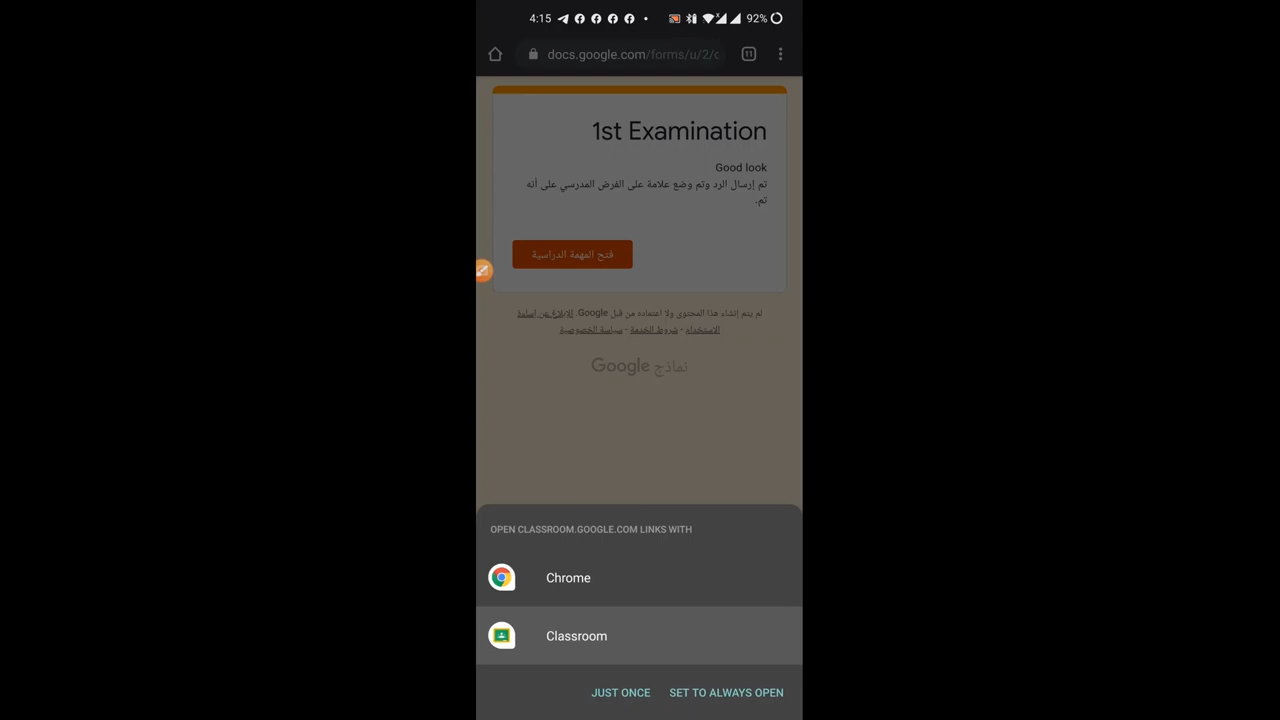 4:15
92%
docs.google.com/forms/u/2/c
11
1st Examination
Good look
تم إرسال الرد وتم وضع علامة على الفرض المدرسي على أنه
تم.
فتح المهمة الدراسية
لم يتم إنشاء هذا المحتوى ولا اعتماده من قبل Google. الإبلاغ عن إساءة
الاستخدام - شروط الخدمة - سياسة الخصوصية
نماذج Google
OPEN CLASSROOM.GOOGLE.COM LINKS WITH
Chrome
Classroom
JUST ONCE SET TO ALWAYS OPEN